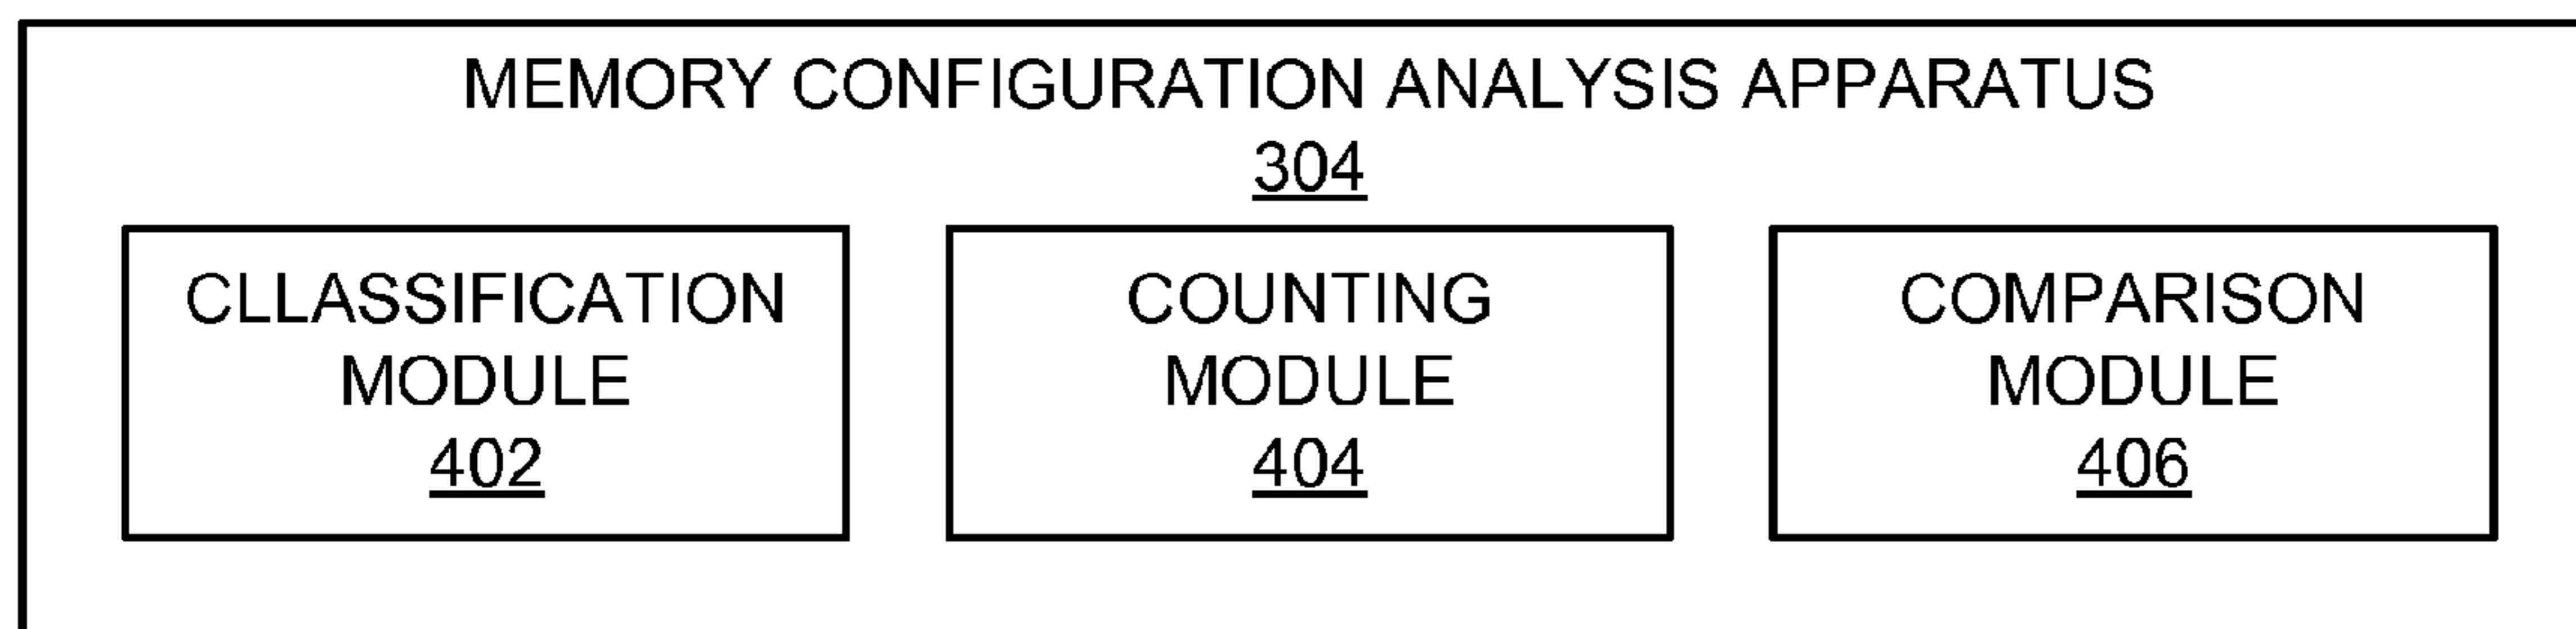 MEMORY CONFIGURATION ANALYSIS APPARATUS
304
CLLASSIFICATION
MODULE
402
COUNTING
MODULE
404
COMPARISON
MODULE
406